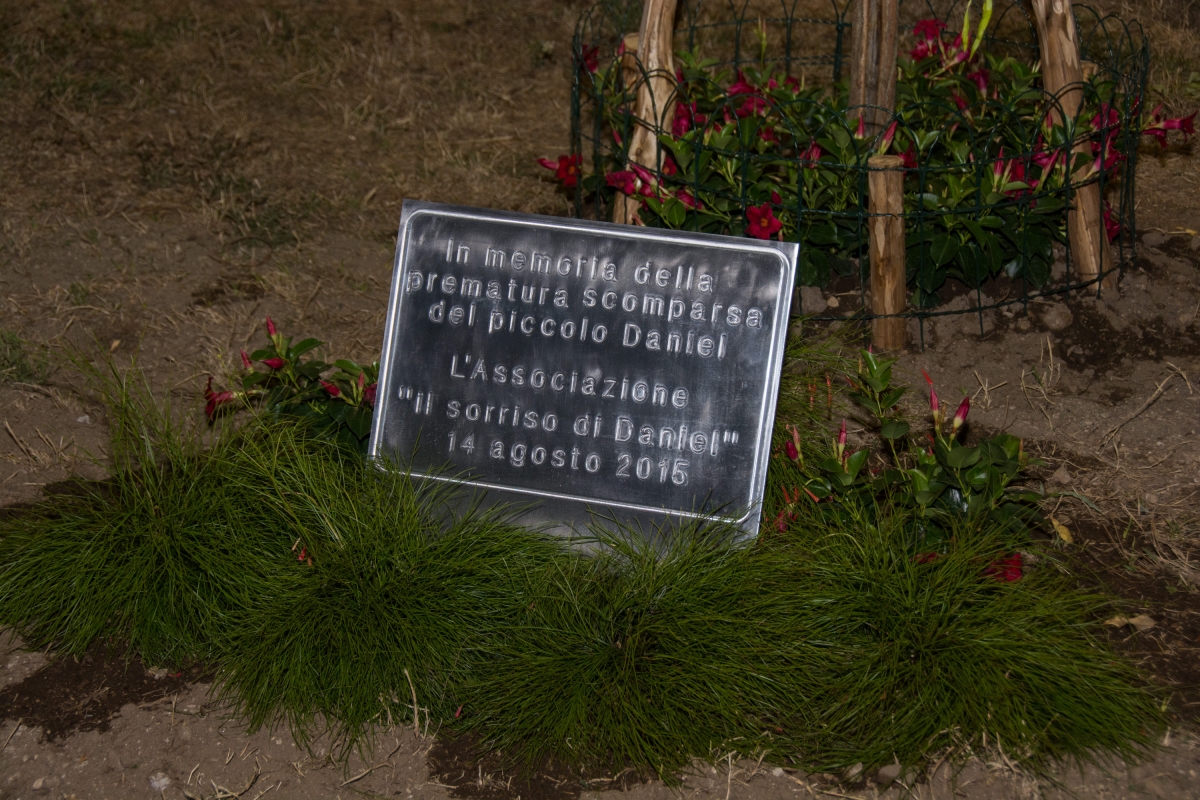 In memoria della
prematura scomparsa
del piccolo Daniel
L'Associazione
"Il sorriso di Daniel"
14 agosto 2015